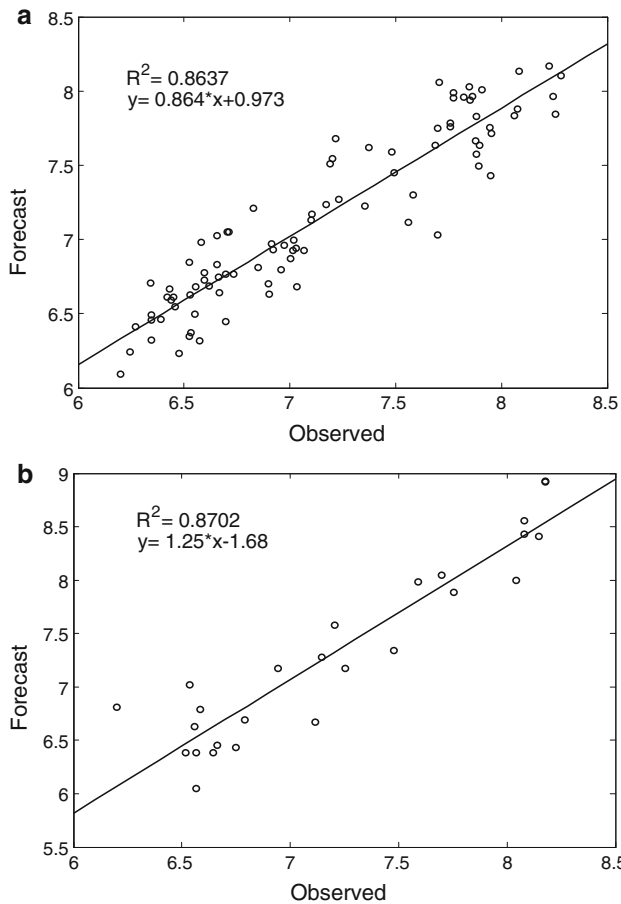 a
8.5
R2= 0.8637
y= 0.864*x+0.973
8
7.5
7
6.5
6
Forecast
6 6.5 7 7.5 8 8.5
Observed
b
9
R2= 0.8702
y= 1.25*x-1.68
8.5
8
7.5
7
6.5
6
5.5
Forecast
6 6.5 7 7.5 8 8.5
Observed